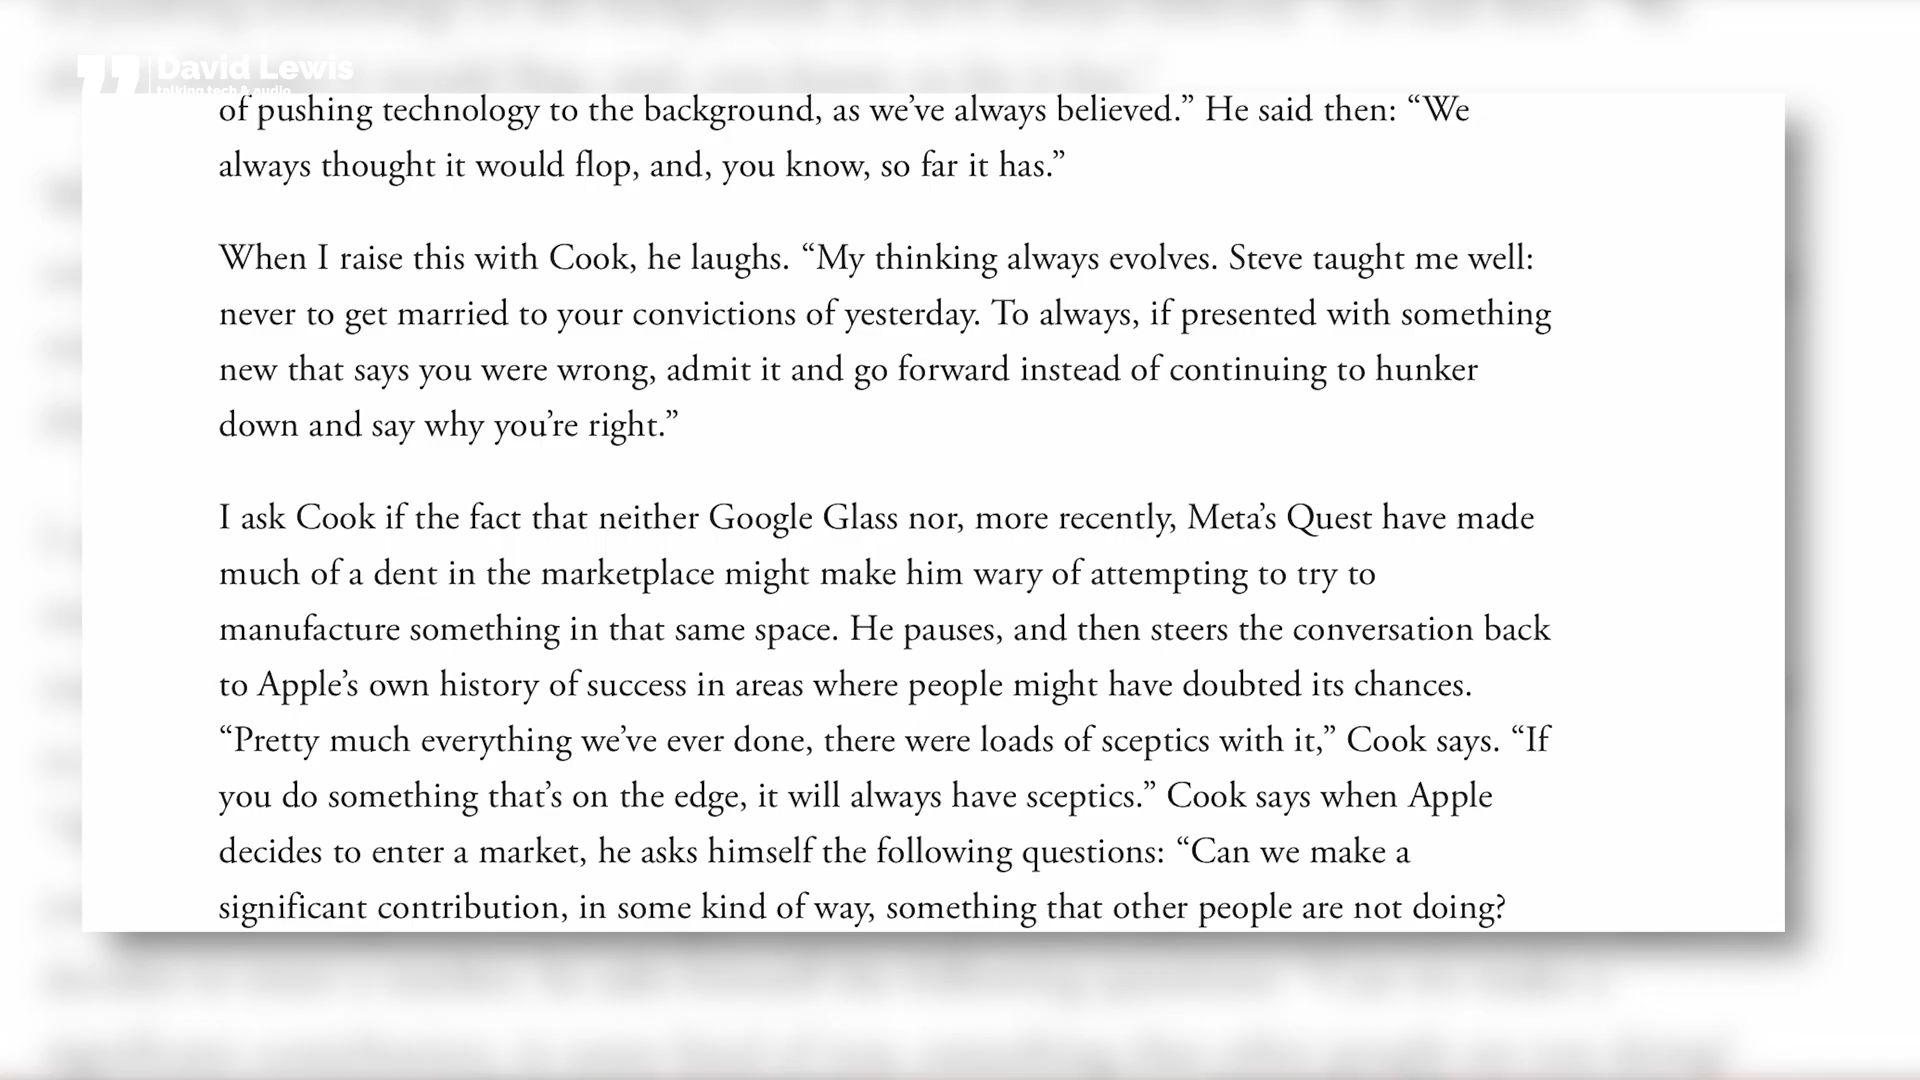 David Lewis
talking tech & audio
of pushing technology to the background, as we’ve always believed.” He said then: “We
always thought it would flop, and, you know, so far it has.”
When I raise this with Cook, he laughs. “My thinking always evolves. Steve taught me well:
never to get married to your convictions of yesterday. To always, if presented with something
new that says you were wrong, admit it and go forward instead of continuing to hunker
down and say why you’re right.”
I ask Cook if the fact that neither Google Glass nor, more recently, Meta’s Quest have made
much of a dent in the marketplace might make him wary of attempting to try to
manufacture something in that same space. He pauses, and then steers the conversation back
to Apple’s own history of success in areas where people might have doubted its chances.
“Pretty much everything we’ve ever done, there were loads of sceptics with it,” Cook says. “If
you do something that’s on the edge, it will always have sceptics.” Cook says when Apple
decides to enter a market, he asks himself the following questions: “Can we make a
significant contribution, in some kind of way, something that other people are not doing?